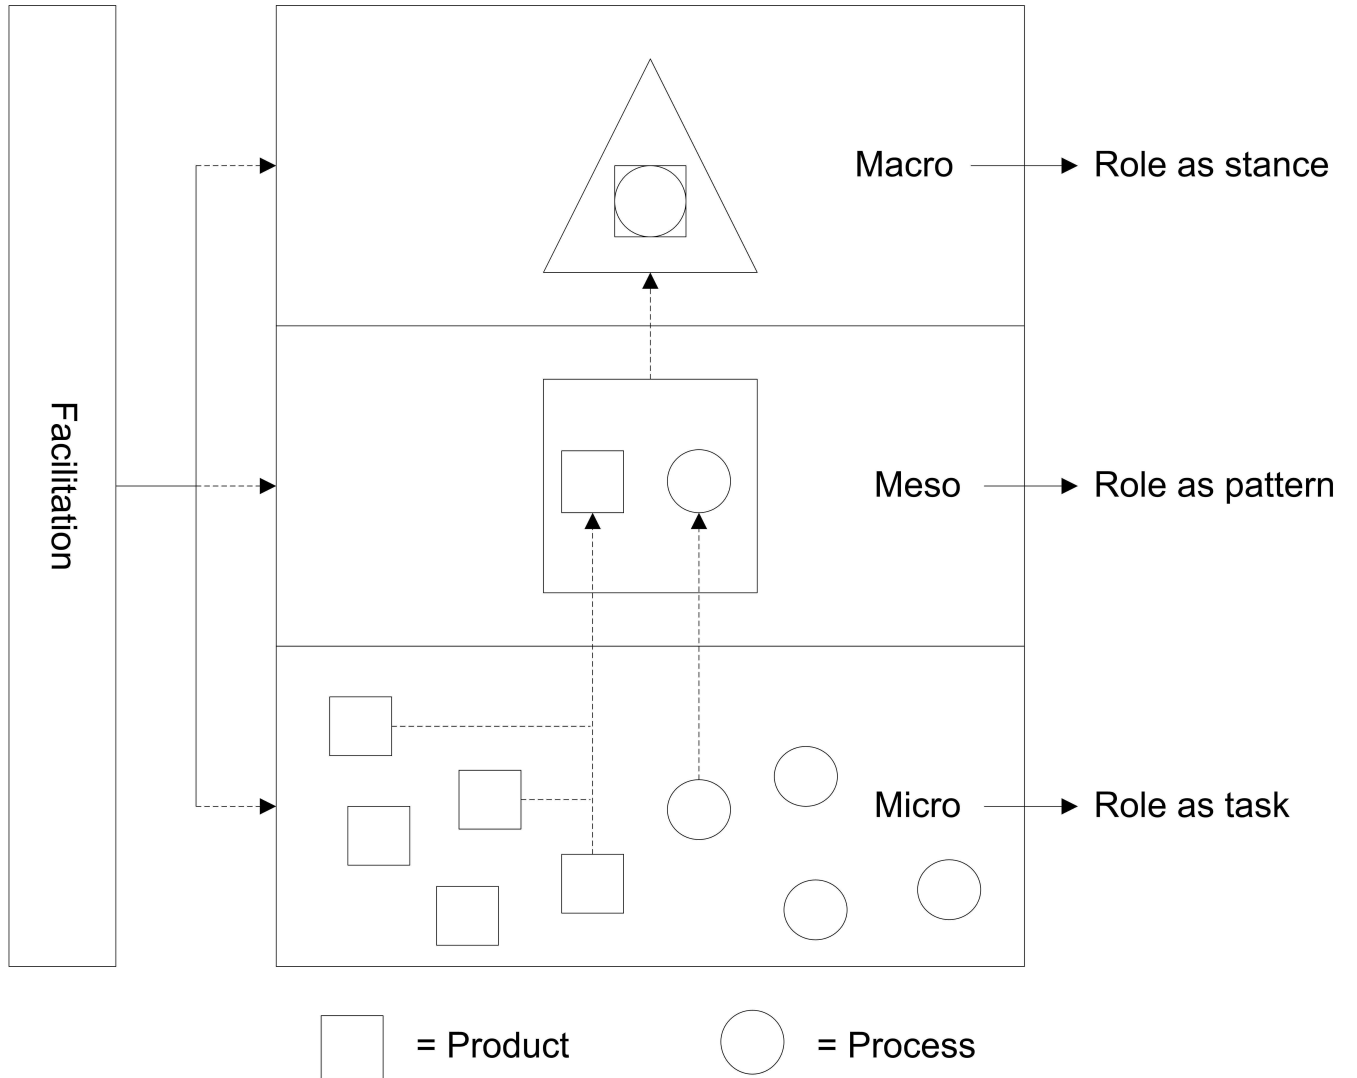 Facilitation
Macro
Role as stance
Meso
Role as pattern
Micro
Role as task
= Product
= Process